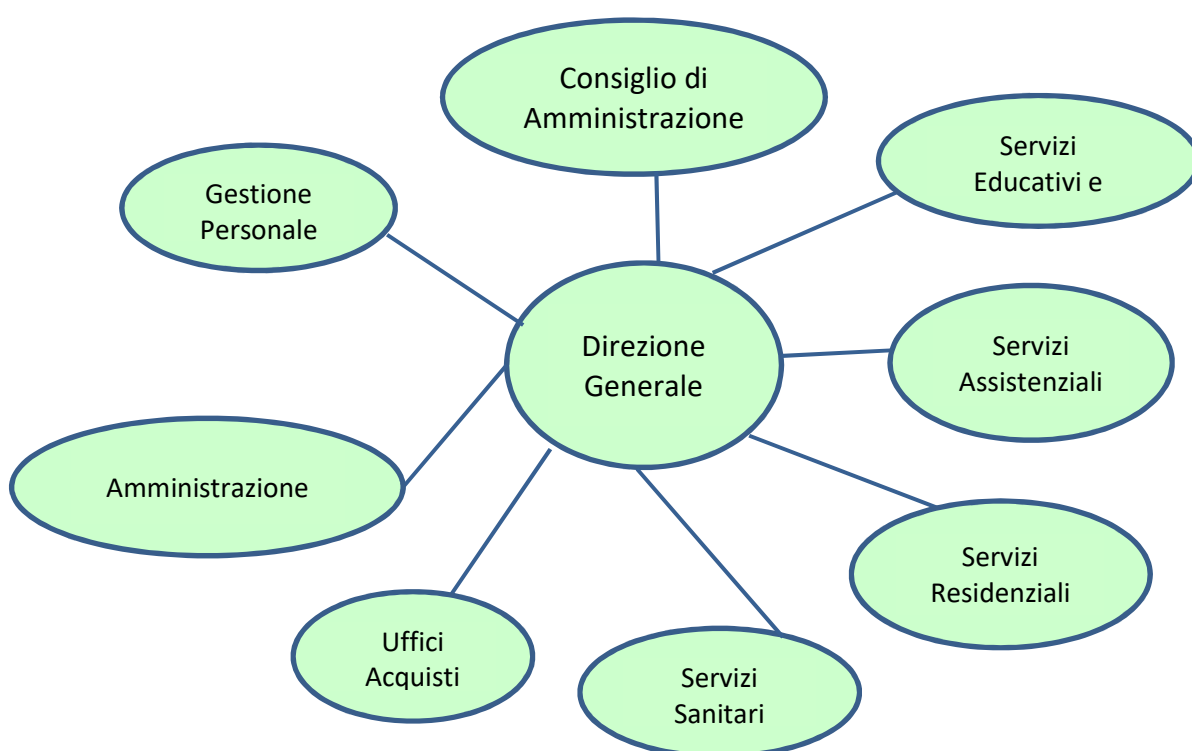 Consiglio di
Amministrazione
Servizi
Educativi e
Gestione
Personale
Direzione
Generale
Servizi
Assistenziali
Amministrazione
Servizi
Residenziali
Uffici
Acquisti
Servizi
Sanitari